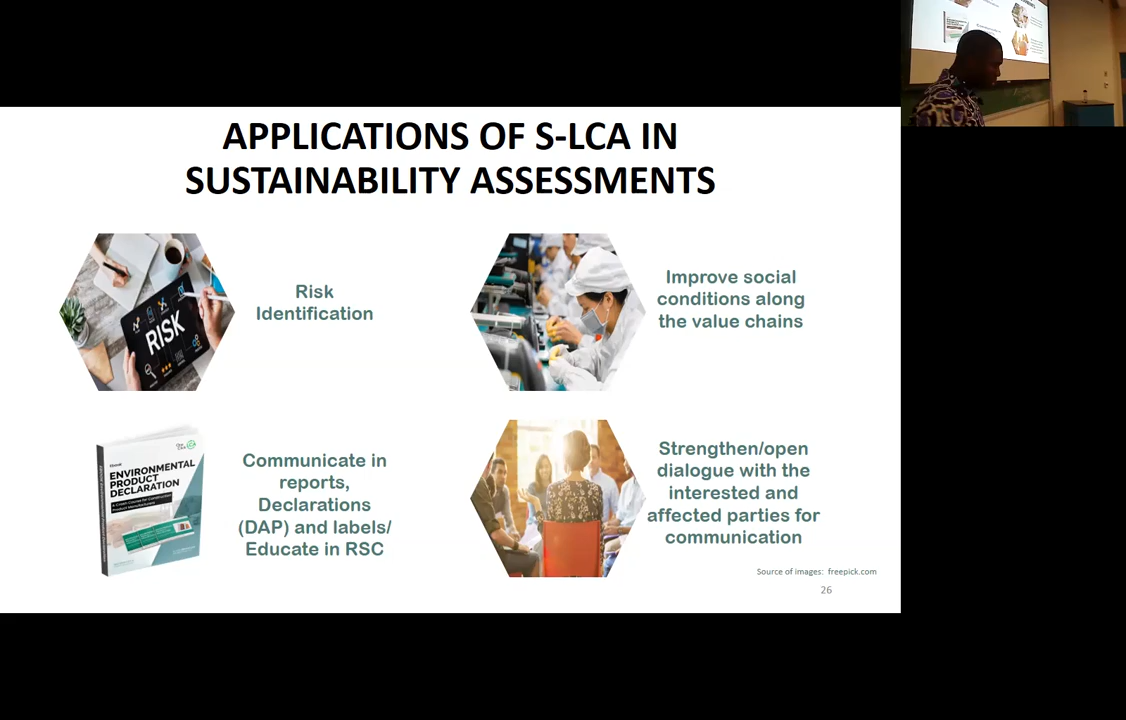 APPLICATIONS OF S-LCA IN
SUSTAINABILITY ASSESSMENTS
RISK
Risk
Identification
Improve social
conditions along
the value chains
ENVIRONMENTAL
PRODUCT
DECLARATION
Communicate in
reports,
Declarations
(DAP) and labels/
Educate in RSC
Strengthen/open
dialogue with the
interested and
affected parties for
communication
Source of images: freepick.com
26